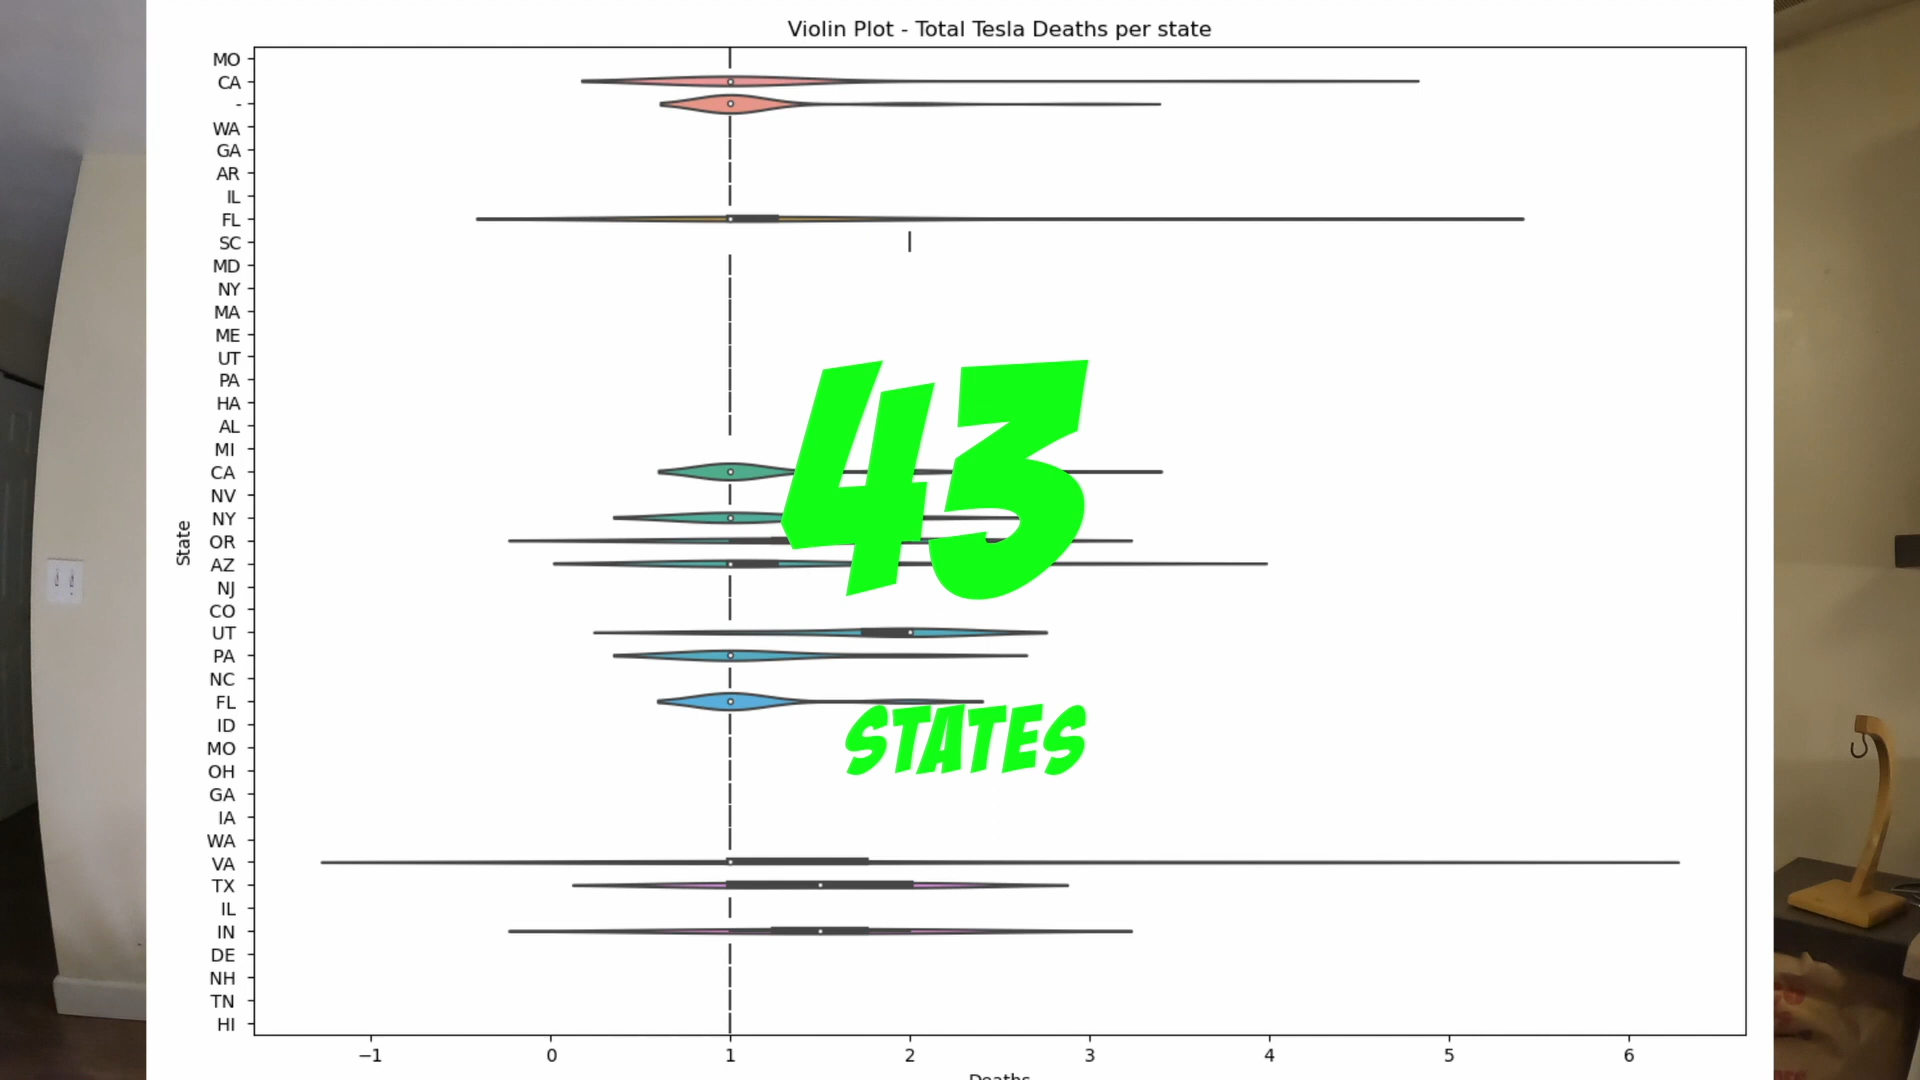 Violin Plot - Total Tesla Deaths per state
MO
CA
-
WA
GA
AR
IL
FL
SC
MD
NY
MA
ME
UT
PA
HA
AL
MI
CA
NV
NY
OR
AZ
NJ
CO
UT
PA
NC
FL
ID
MO
OH
GA
IA
WA
VA
TX
IL
IN
DE
NH
TN
HI
State
43
STATES
−1 0 1 2 3 4 5 6
Deaths